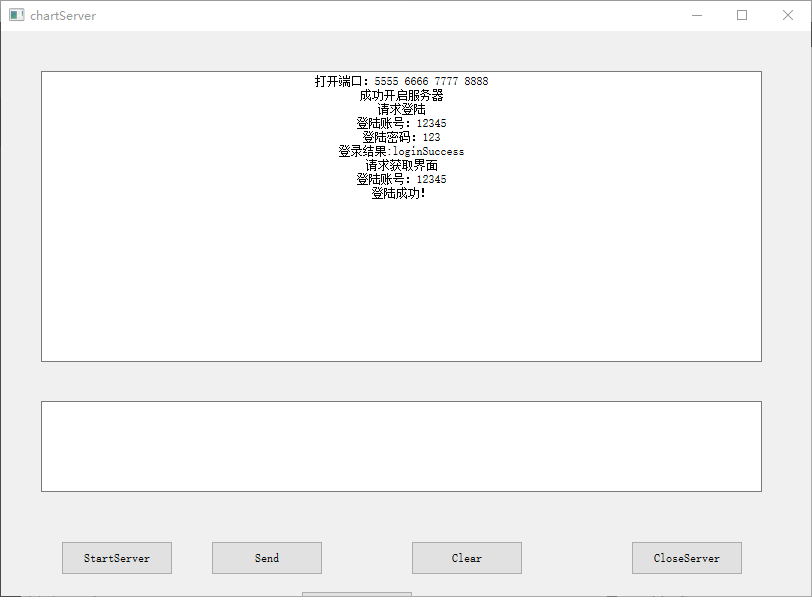 chartServer
打开端口：5555 6666 7777 8888
成功开启服务器
请求登陆
登陆账号：12345
登陆密码：123
登录结果:loginSuccess
请求获取界面
登陆账号：12345
登陆成功！
StartServer
Send
Clear
CloseServer